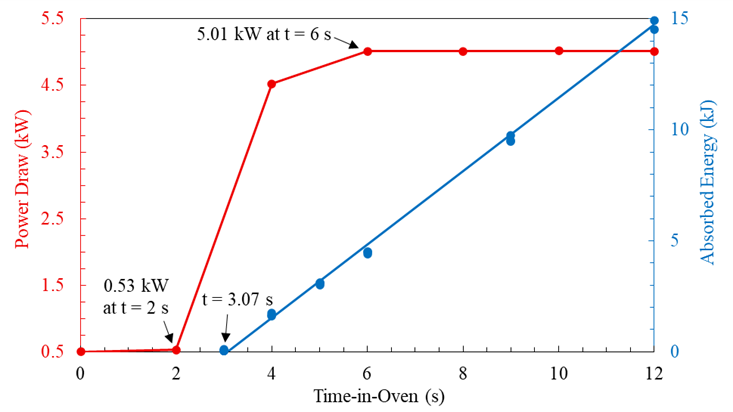 5.5
4.5
3.5
2.5
1.5
0.5
Power Draw (kW)
5.01 kW at t = 6 s
0.53 kW
at t = 2 s
t = 3.07 s
15
10
5
0
Absorbed Energy (kJ)
0 2 4 6 8 10 12
Time-in-Oven (s)